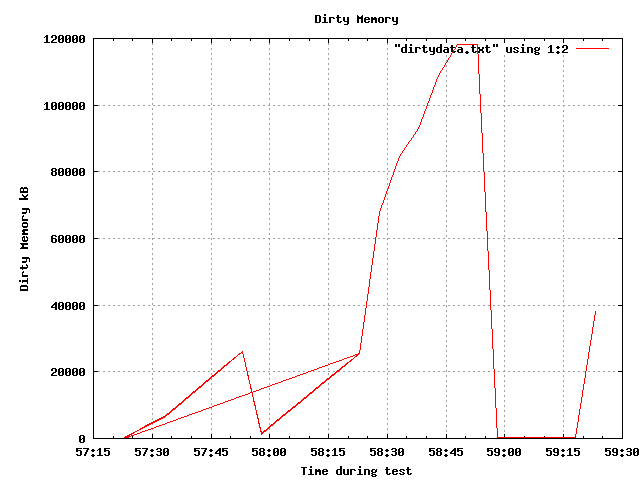 Dirty Memory
"dirtydata.txt" using 1:2
120000
100000
80000
60000
40000
20000
0
Dirty Memory kB
57:15 57:30 57:45 58:00 58:15 58:30 58:45 59:00 59:15 59:30
Time during test